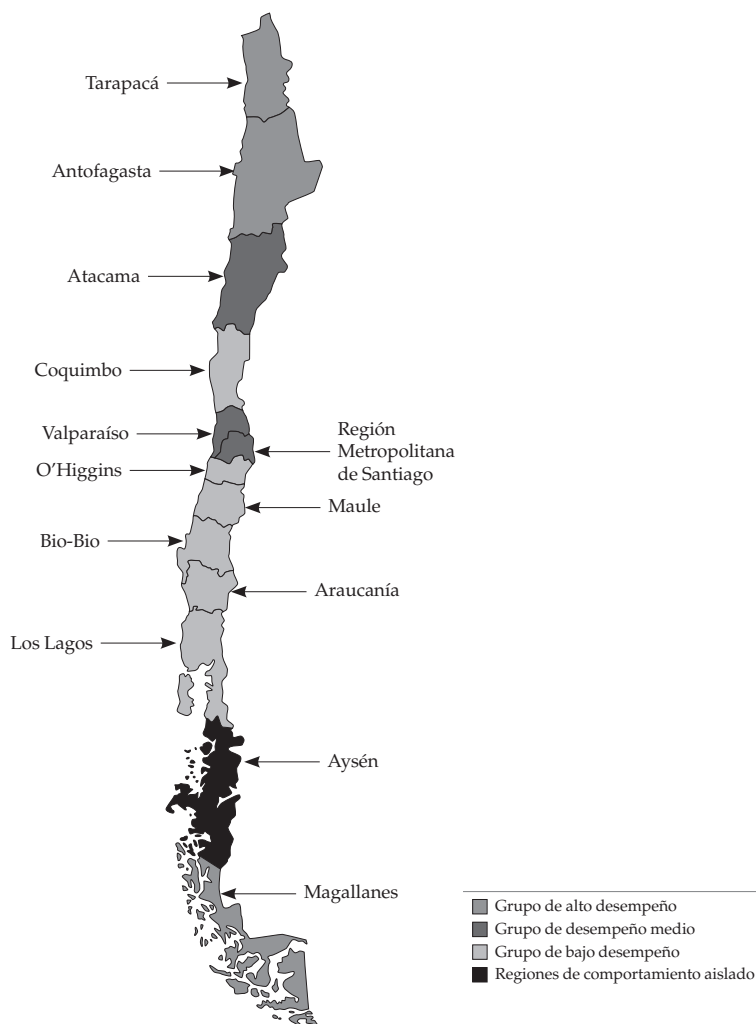 Tarapacá
Antofagasta
Atacama
Coquimbo
Valparaíso
Región
Metropolitana
de Santiago
O'Higgins
Maule
Bio-Bio
Araucanía
Los Lagos
Aysén
Magallanes
Grupo de alto desempeño
Grupo de desempeño medio
Grupo de bajo desempeño
Regiones de comportamiento aislado